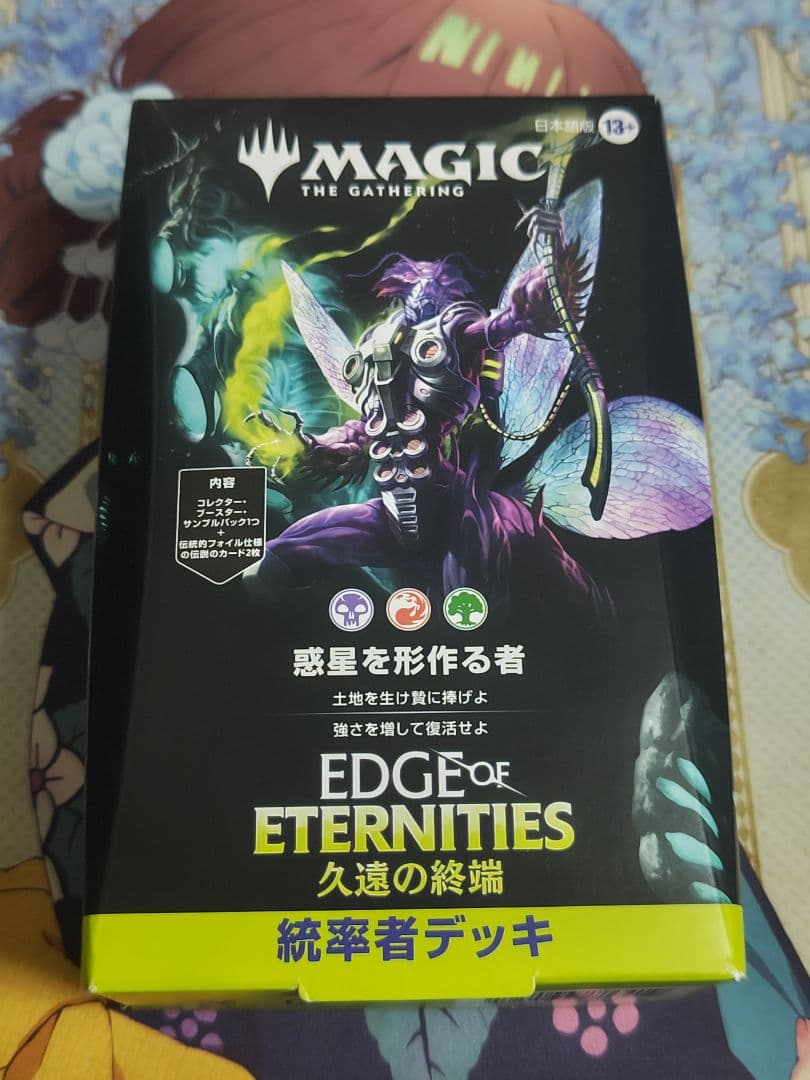 日本語版 13+
MAGIC
THE GATHERING
内容
コレクター・
ブースター・
サンプルパック1つ
+
伝統的フォイル仕様
の伝説のカード2枚
惑星を形作る者
土地を生け贄に捧げよ
強さを増して復活せよ
EDGE OF
ETERNITIES
久遠の終端
統率者デッキ